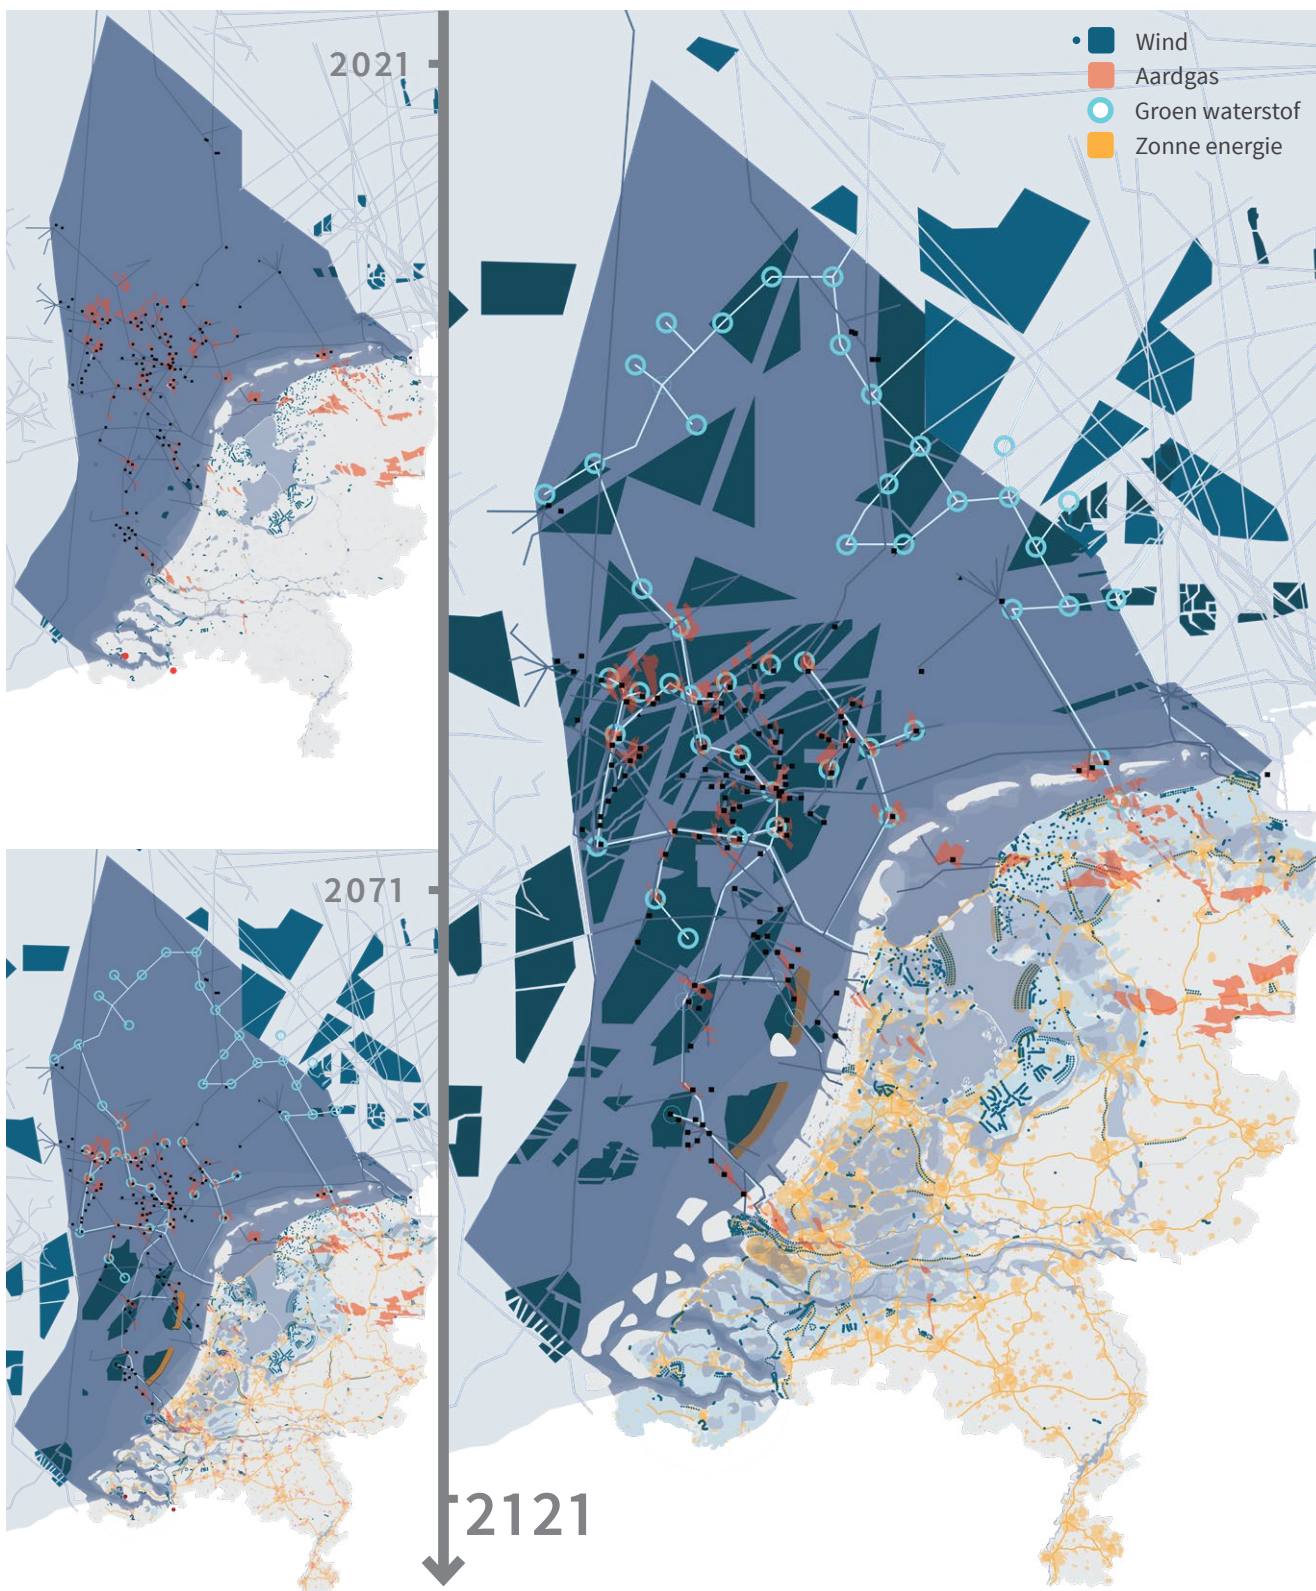 2021
Wind
Aardgas
Groen waterstof
Zonne energie
2071
2121